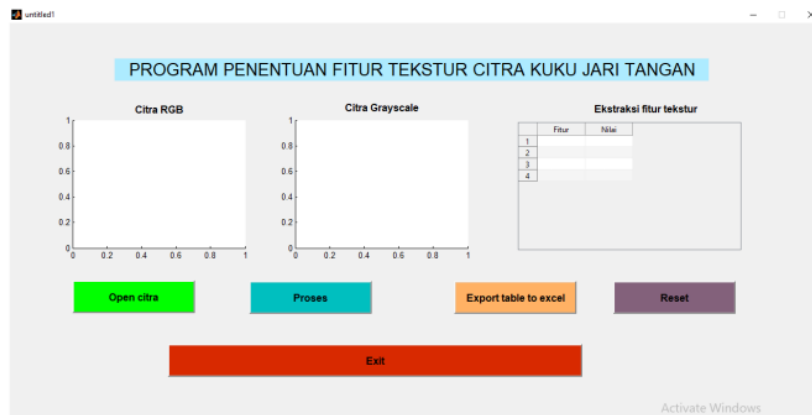 untitled1
PROGRAM PENENTUAN FITUR TEKSTUR CITRA KUKU JARI TANGAN
Citra RGB
Citra Grayscale
Ekstraksi fitur tekstur
1
0.8
0.6
0.4
0.2
0
0 0.2 0.4 0.6 0.8 1
1
0.8
0.6
0.4
0.2
0
0 0.2 0.4 0.6 0.8 1
Fitur Nilai
1
2
3
4
Open citra
Proses
Export table to excel
Reset
Exit
Activate Windows